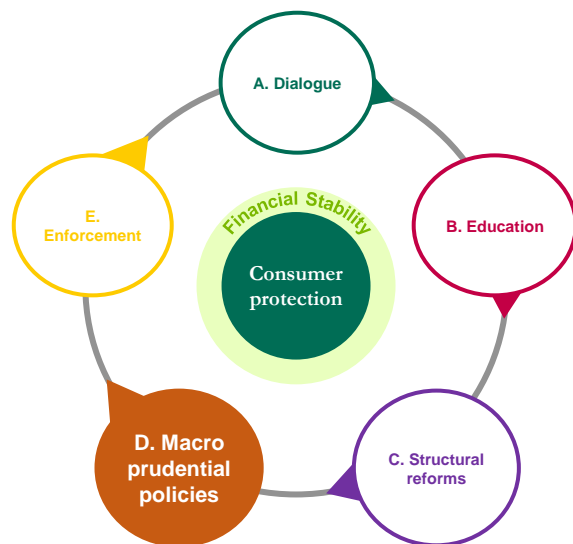 A. Dialogue
B. Education
C. Structural
reforms
D. Macro
prudential
policies
E.
Enforcement
Financial Stability
Consumer
protection